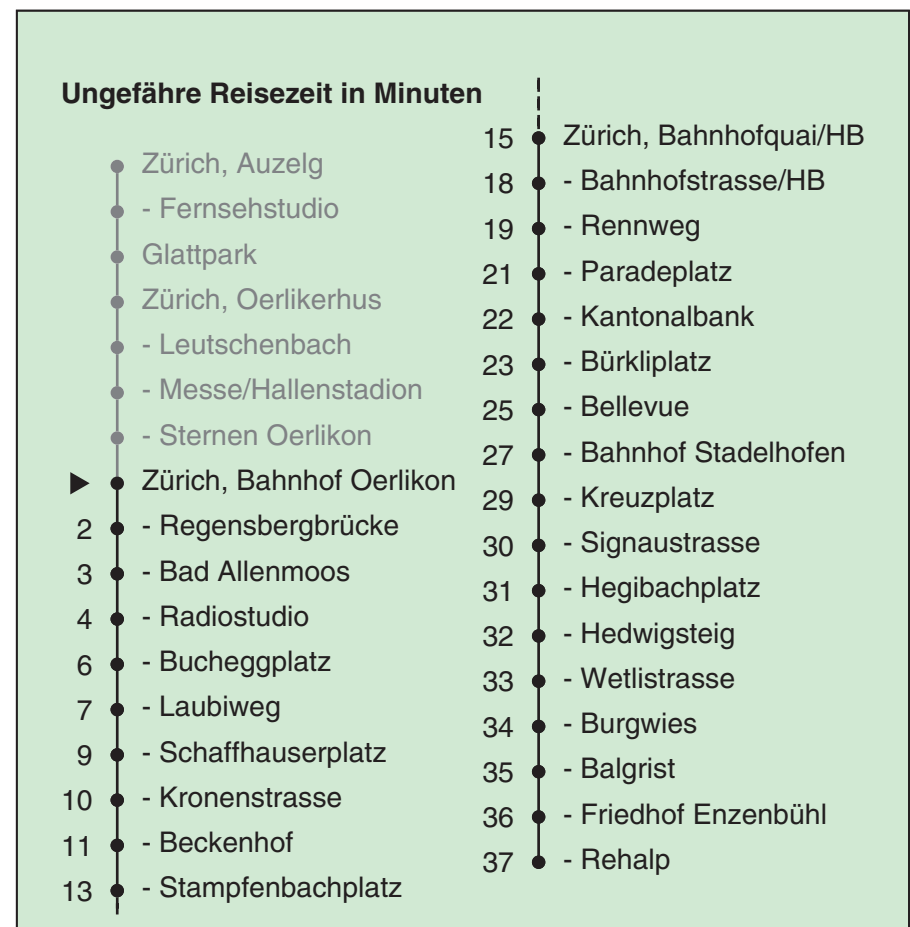 Ungefähre Reisezeit in Minuten
Zürich, Auzelg
- Fernsehstudio
Glattpark
Zürich, Oerlikerhus
- Leutschenbach
- Messe/Hallenstadion
- Sternen Oerlikon
Zürich, Bahnhof Oerlikon
2 - Regensbergbrücke
3 - Bad Allenmoos
4 - Radiostudio
6 - Bucheggplatz
7 - Laubiweg
9 - Schaffhauserplatz
10 - Kronenstrasse
11 - Beckenhof
13 - Stampfenbachplatz
15 Zürich, Bahnhofquai/HB
18 - Bahnhofstrasse/HB
19 - Rennweg
21 - Paradeplatz
22 - Kantonalbank
23 - Bürkliplatz
25 - Bellevue
27 - Bahnhof Stadelhofen
29 - Kreuzplatz
30 - Signaustrasse
31 - Hegibachplatz
32 - Hedwigsteig
33 - Wetlistrasse
34 - Burgwies
35 - Balgrist
36 - Friedhof Enzenbühl
37 - Rehalp